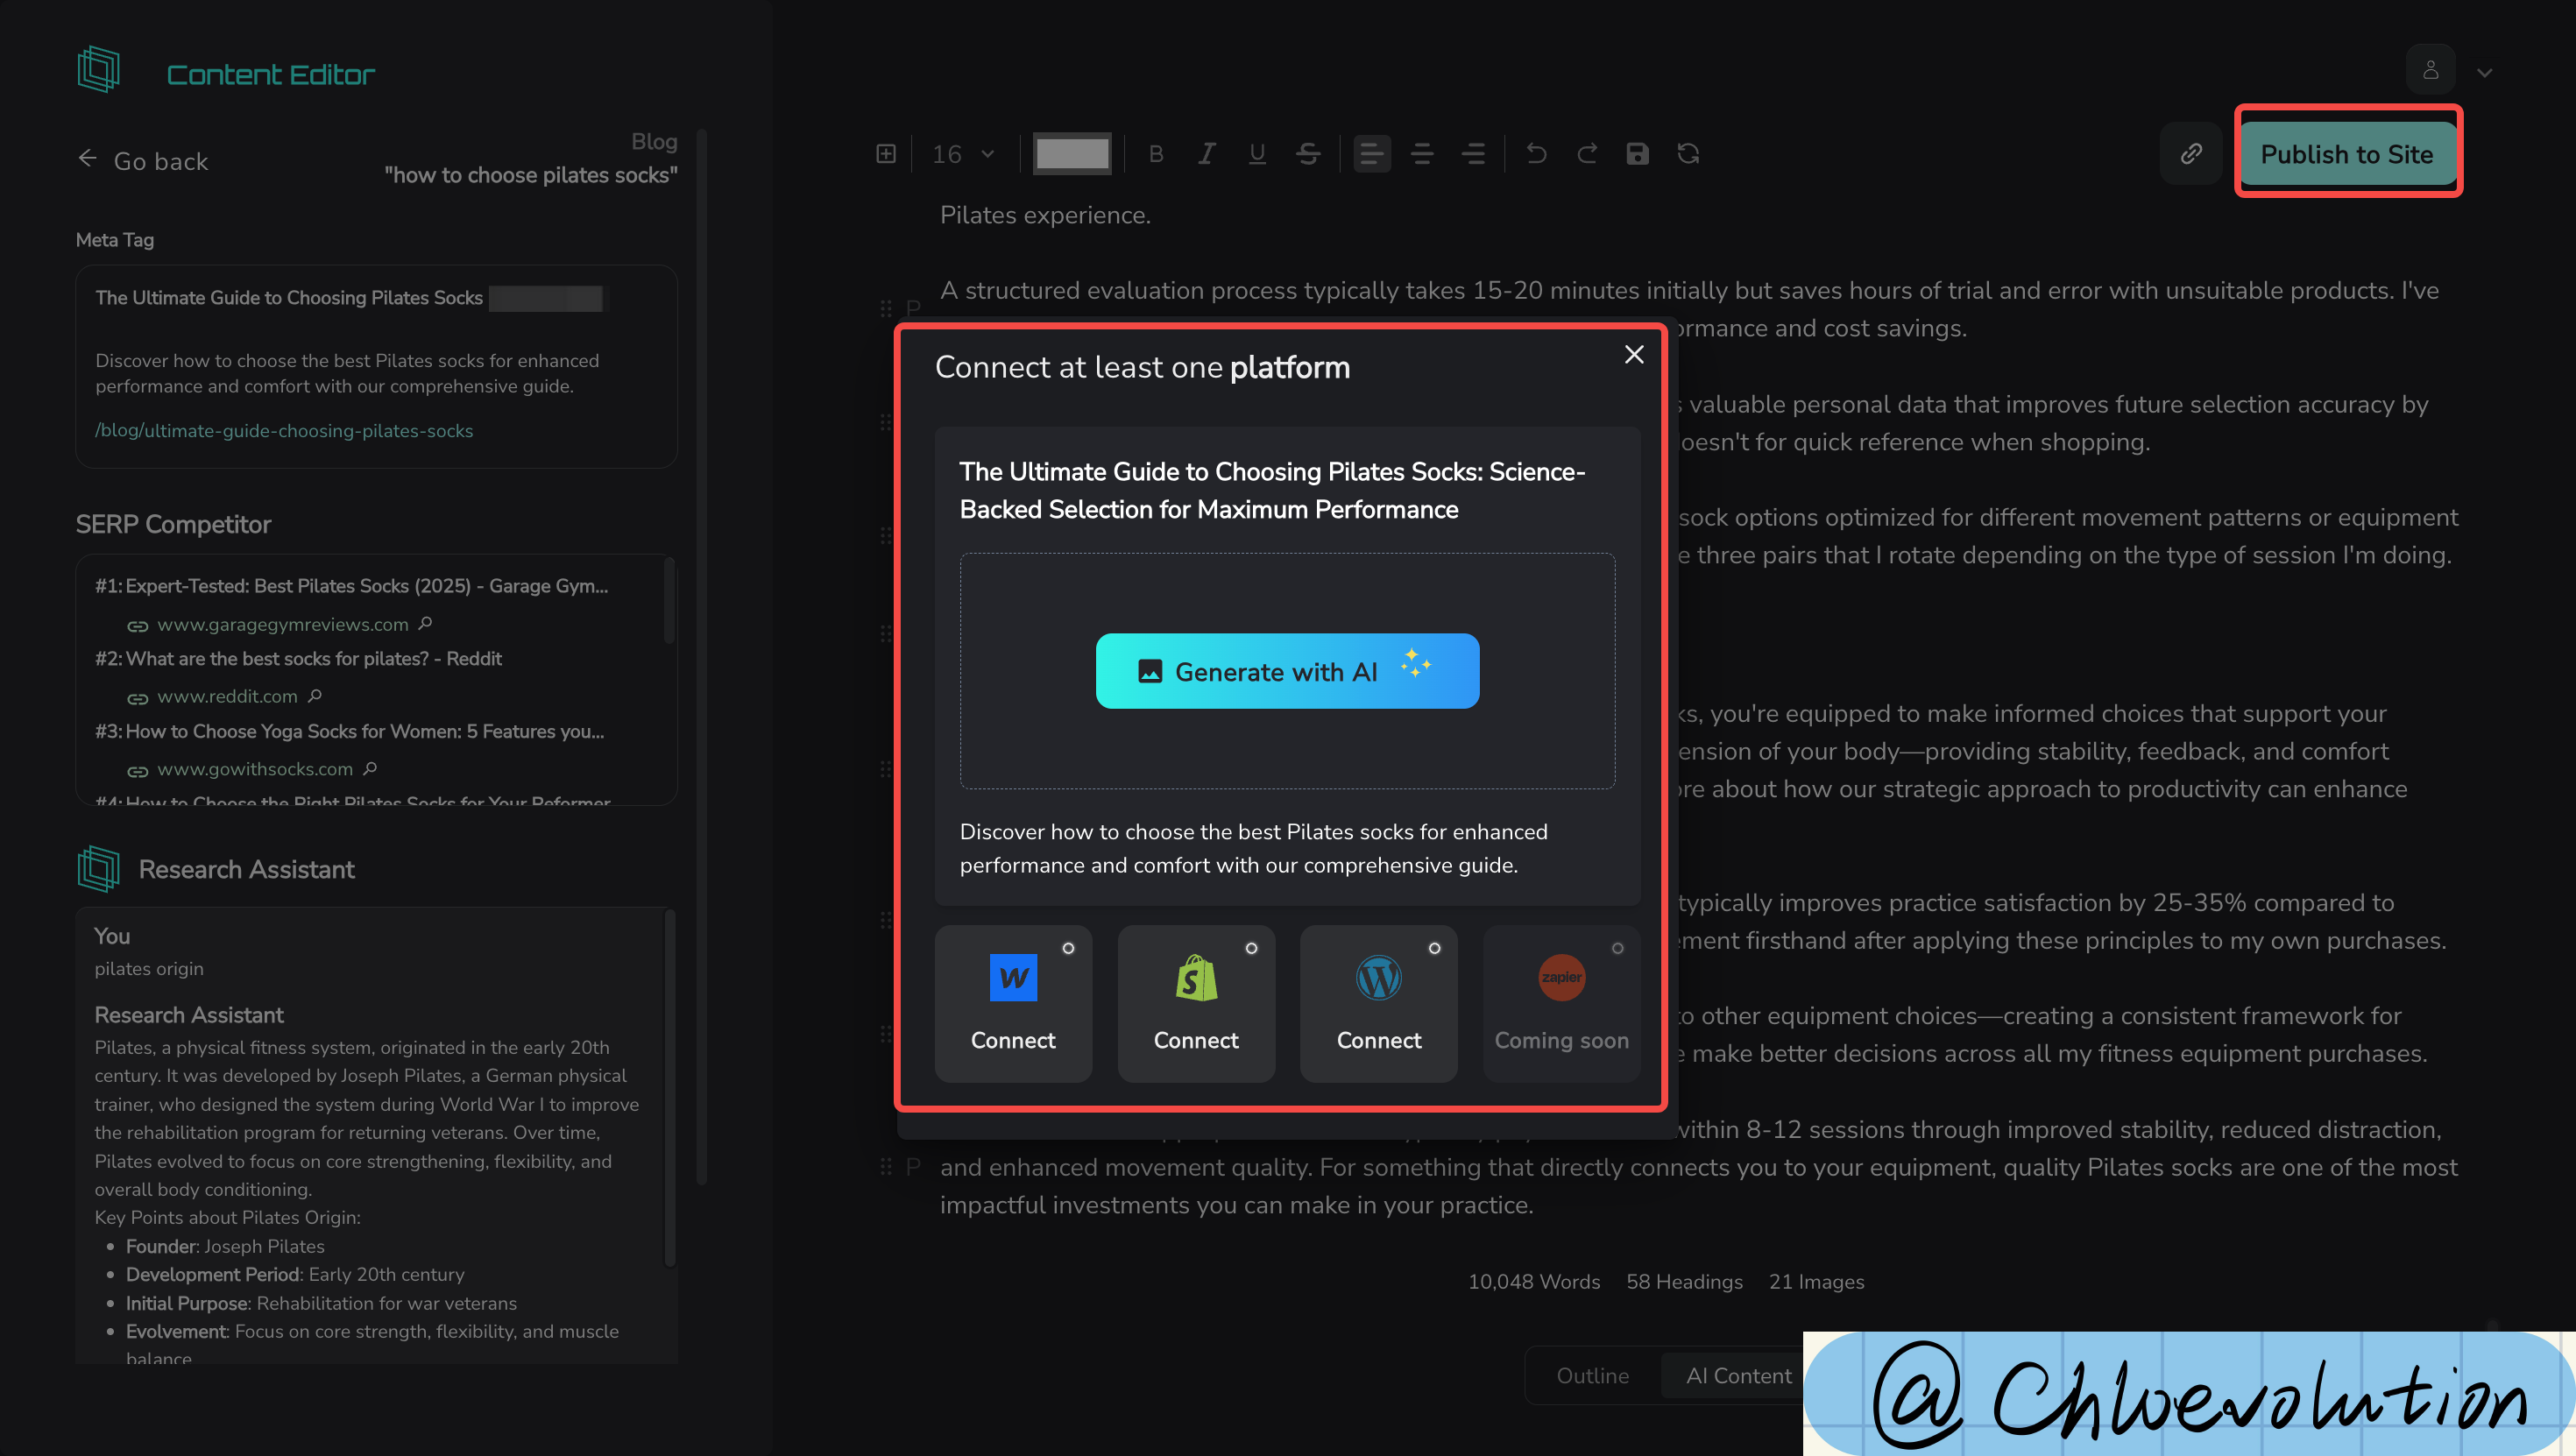 Content Editor
Go back
Blog
"how to choose pilates socks"
Meta Tag
The Ultimate Guide to Choosing Pilates Socks
Discover how to choose the best Pilates socks for enhanced
performance and comfort with our comprehensive guide.
/blog/ultimate-guide-choosing-pilates-socks
SERP Competitor
#1: Expert-Tested: Best Pilates Socks (2025) - Garage Gym...
www.garagegymreviews.com
#2: What are the best socks for pilates? - Reddit
www.reddit.com
#3: How to Choose Yoga Socks for Women: 5 Features you...
www.gowithsocks.com
#4: How to Choose the Right Pilates Socks for Your Reformer
Research Assistant
You
pilates origin
Research Assistant
Pilates, a physical fitness system, originated in the early 20th
century. It was developed by Joseph Pilates, a German physical
trainer, who designed the system during World War I to improve
the rehabilitation program for returning veterans. Over time,
Pilates evolved to focus on core strengthening, flexibility, and
overall body conditioning.
Key Points about Pilates Origin:
• Founder: Joseph Pilates
• Development Period: Early 20th century
• Initial Purpose: Rehabilitation for war veterans
• Evolvement: Focus on core strength, flexibility, and muscle
balance
16
B I U S
Publish to Site
Pilates experience.
P
A structured evaluation process typically takes 15-20 minutes initially but saves hours of trial and error with unsuitable products. I've
rmance and cost savings.
s valuable personal data that improves future selection accuracy by
oesn't for quick reference when shopping.
sock options optimized for different movement patterns or equipment
e three pairs that I rotate depending on the type of session I'm doing.
ks, you're equipped to make informed choices that support your
ension of your body—providing stability, feedback, and comfort
re about how our strategic approach to productivity can enhance
typically improves practice satisfaction by 25-35% compared to
ement firsthand after applying these principles to my own purchases.
to other equipment choices—creating a consistent framework for
e make better decisions across all my fitness equipment purchases.
within 8-12 sessions through improved stability, reduced distraction,
P
and enhanced movement quality. For something that directly connects you to your equipment, quality Pilates socks are one of the most
impactful investments you can make in your practice.
Connect at least one platform
The Ultimate Guide to Choosing Pilates Socks: Science-
Backed Selection for Maximum Performance
Generate with AI
Discover how to choose the best Pilates socks for enhanced
performance and comfort with our comprehensive guide.
Connect
Connect
Connect
zapier
Coming soon
10,048 Words 58 Headings 21 Images
Outline AI Content
@Chloevolution